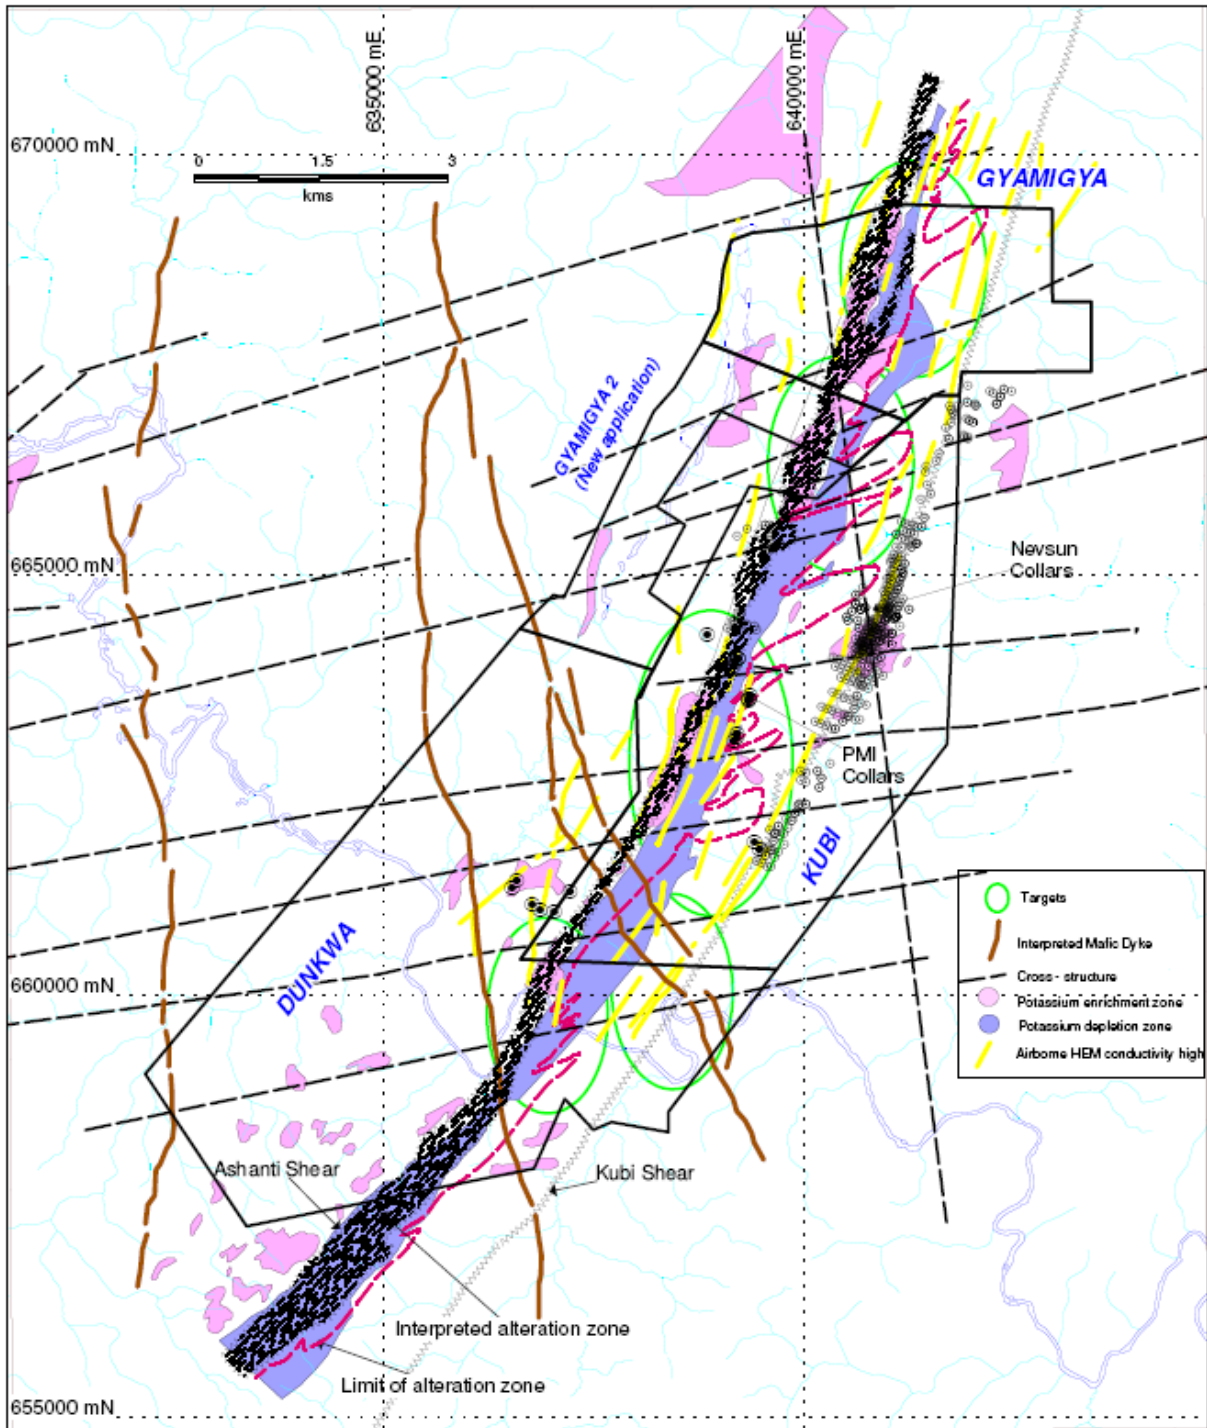 635000 mE
640000 mE
670000 mN
0 1.5 3
kms
GYAMIGYA
GYAMIGYA 2
(New application)
665000 mN
Nevsun
Collars
PMI
Collars
KUBI
DUNKWA
Targets
Interpreted Mafic Dyke
Cross - structure
Potassium enrichment zone
Potassium depletion zone
Airborne HEM conductivity high
660000 mN
Ashanti Shear
Kubi Shear
Interpreted alteration zone
Limit of alteration zone
655000 mN